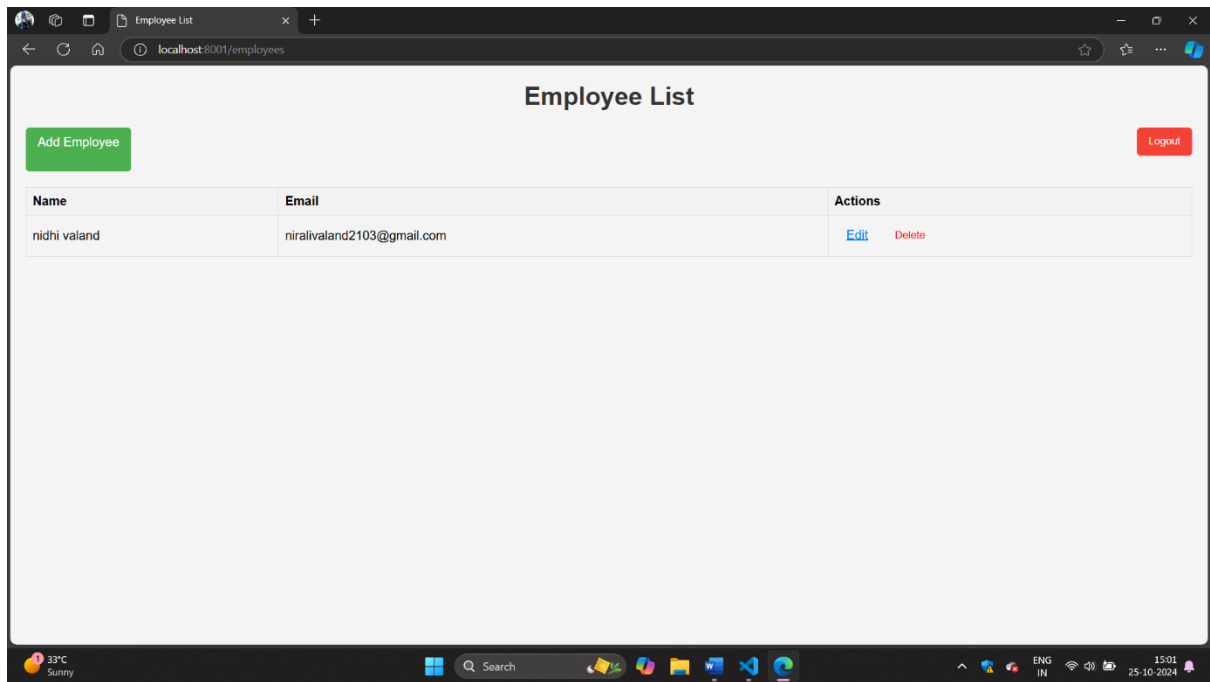 Employee List
localhost:8001/employees
Employee List
Add Employee
Logout
Name Email Actions
nidhi valand niralivaland2103@gmail.com Edit Delete
1
33°C
Sunny
Search
ENG
IN
15:01
25-10-2024